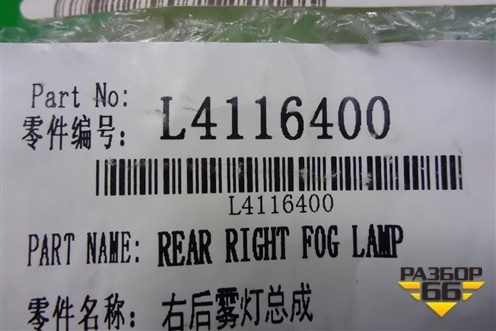 Part No:
零件编号: L4116400
L4116400
PART NAME: REAR RIGHT FOG LAMP
零件名称: 右后雾灯总成
РАЗБОР
66